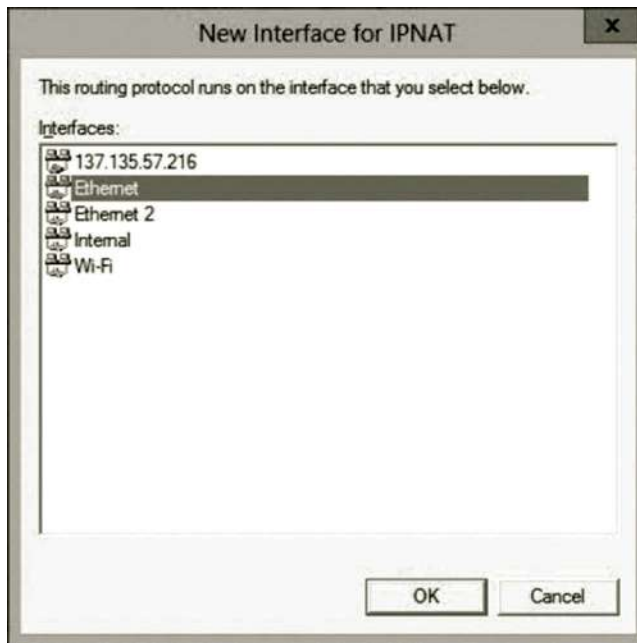 New Interface for IPNAT
x
This routing protocol runs on the interface that you select below.
Interfaces:
137.135.57.216
Ethernet
Ethernet 2
Internal
Wi-Fi
OK Cancel